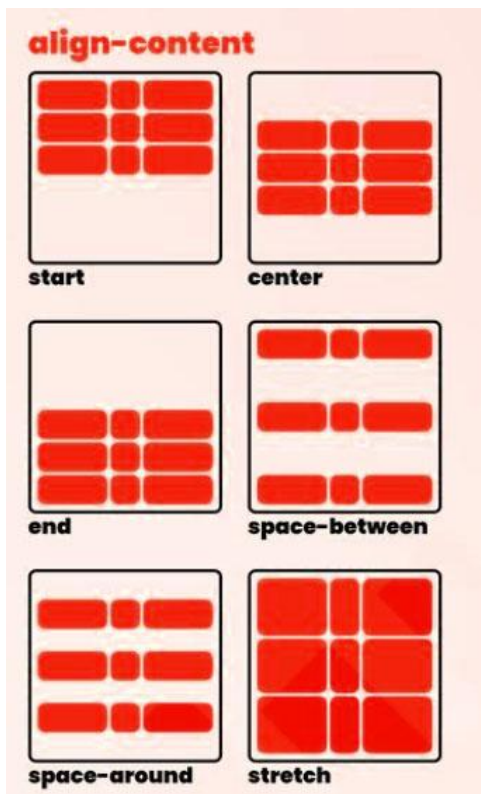 align-content
start
center
end
space-between
space-around
stretch